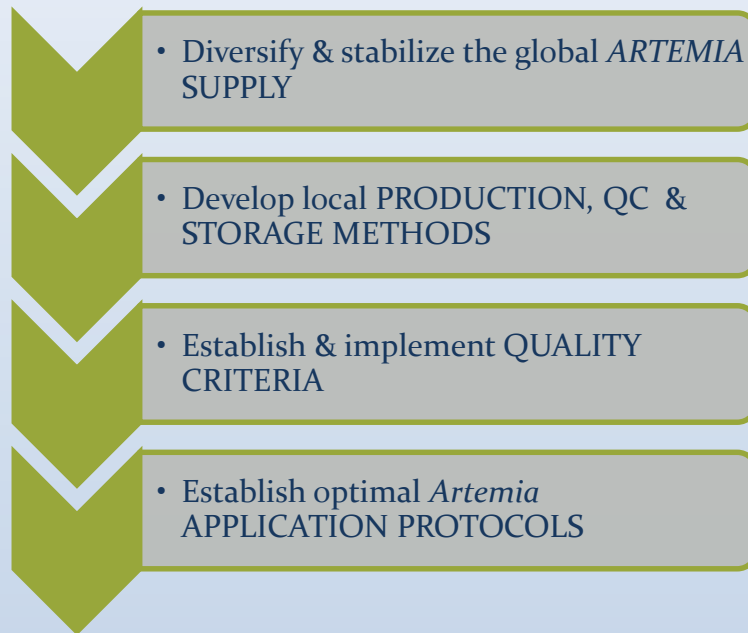 • Diversify & stabilize the global ARTEMIA
SUPPLY
• Develop local PRODUCTION, QC &
STORAGE METHODS
• Establish & implement QUALITY
CRITERIA
• Establish optimal Artemia
APPLICATION PROTOCOLS